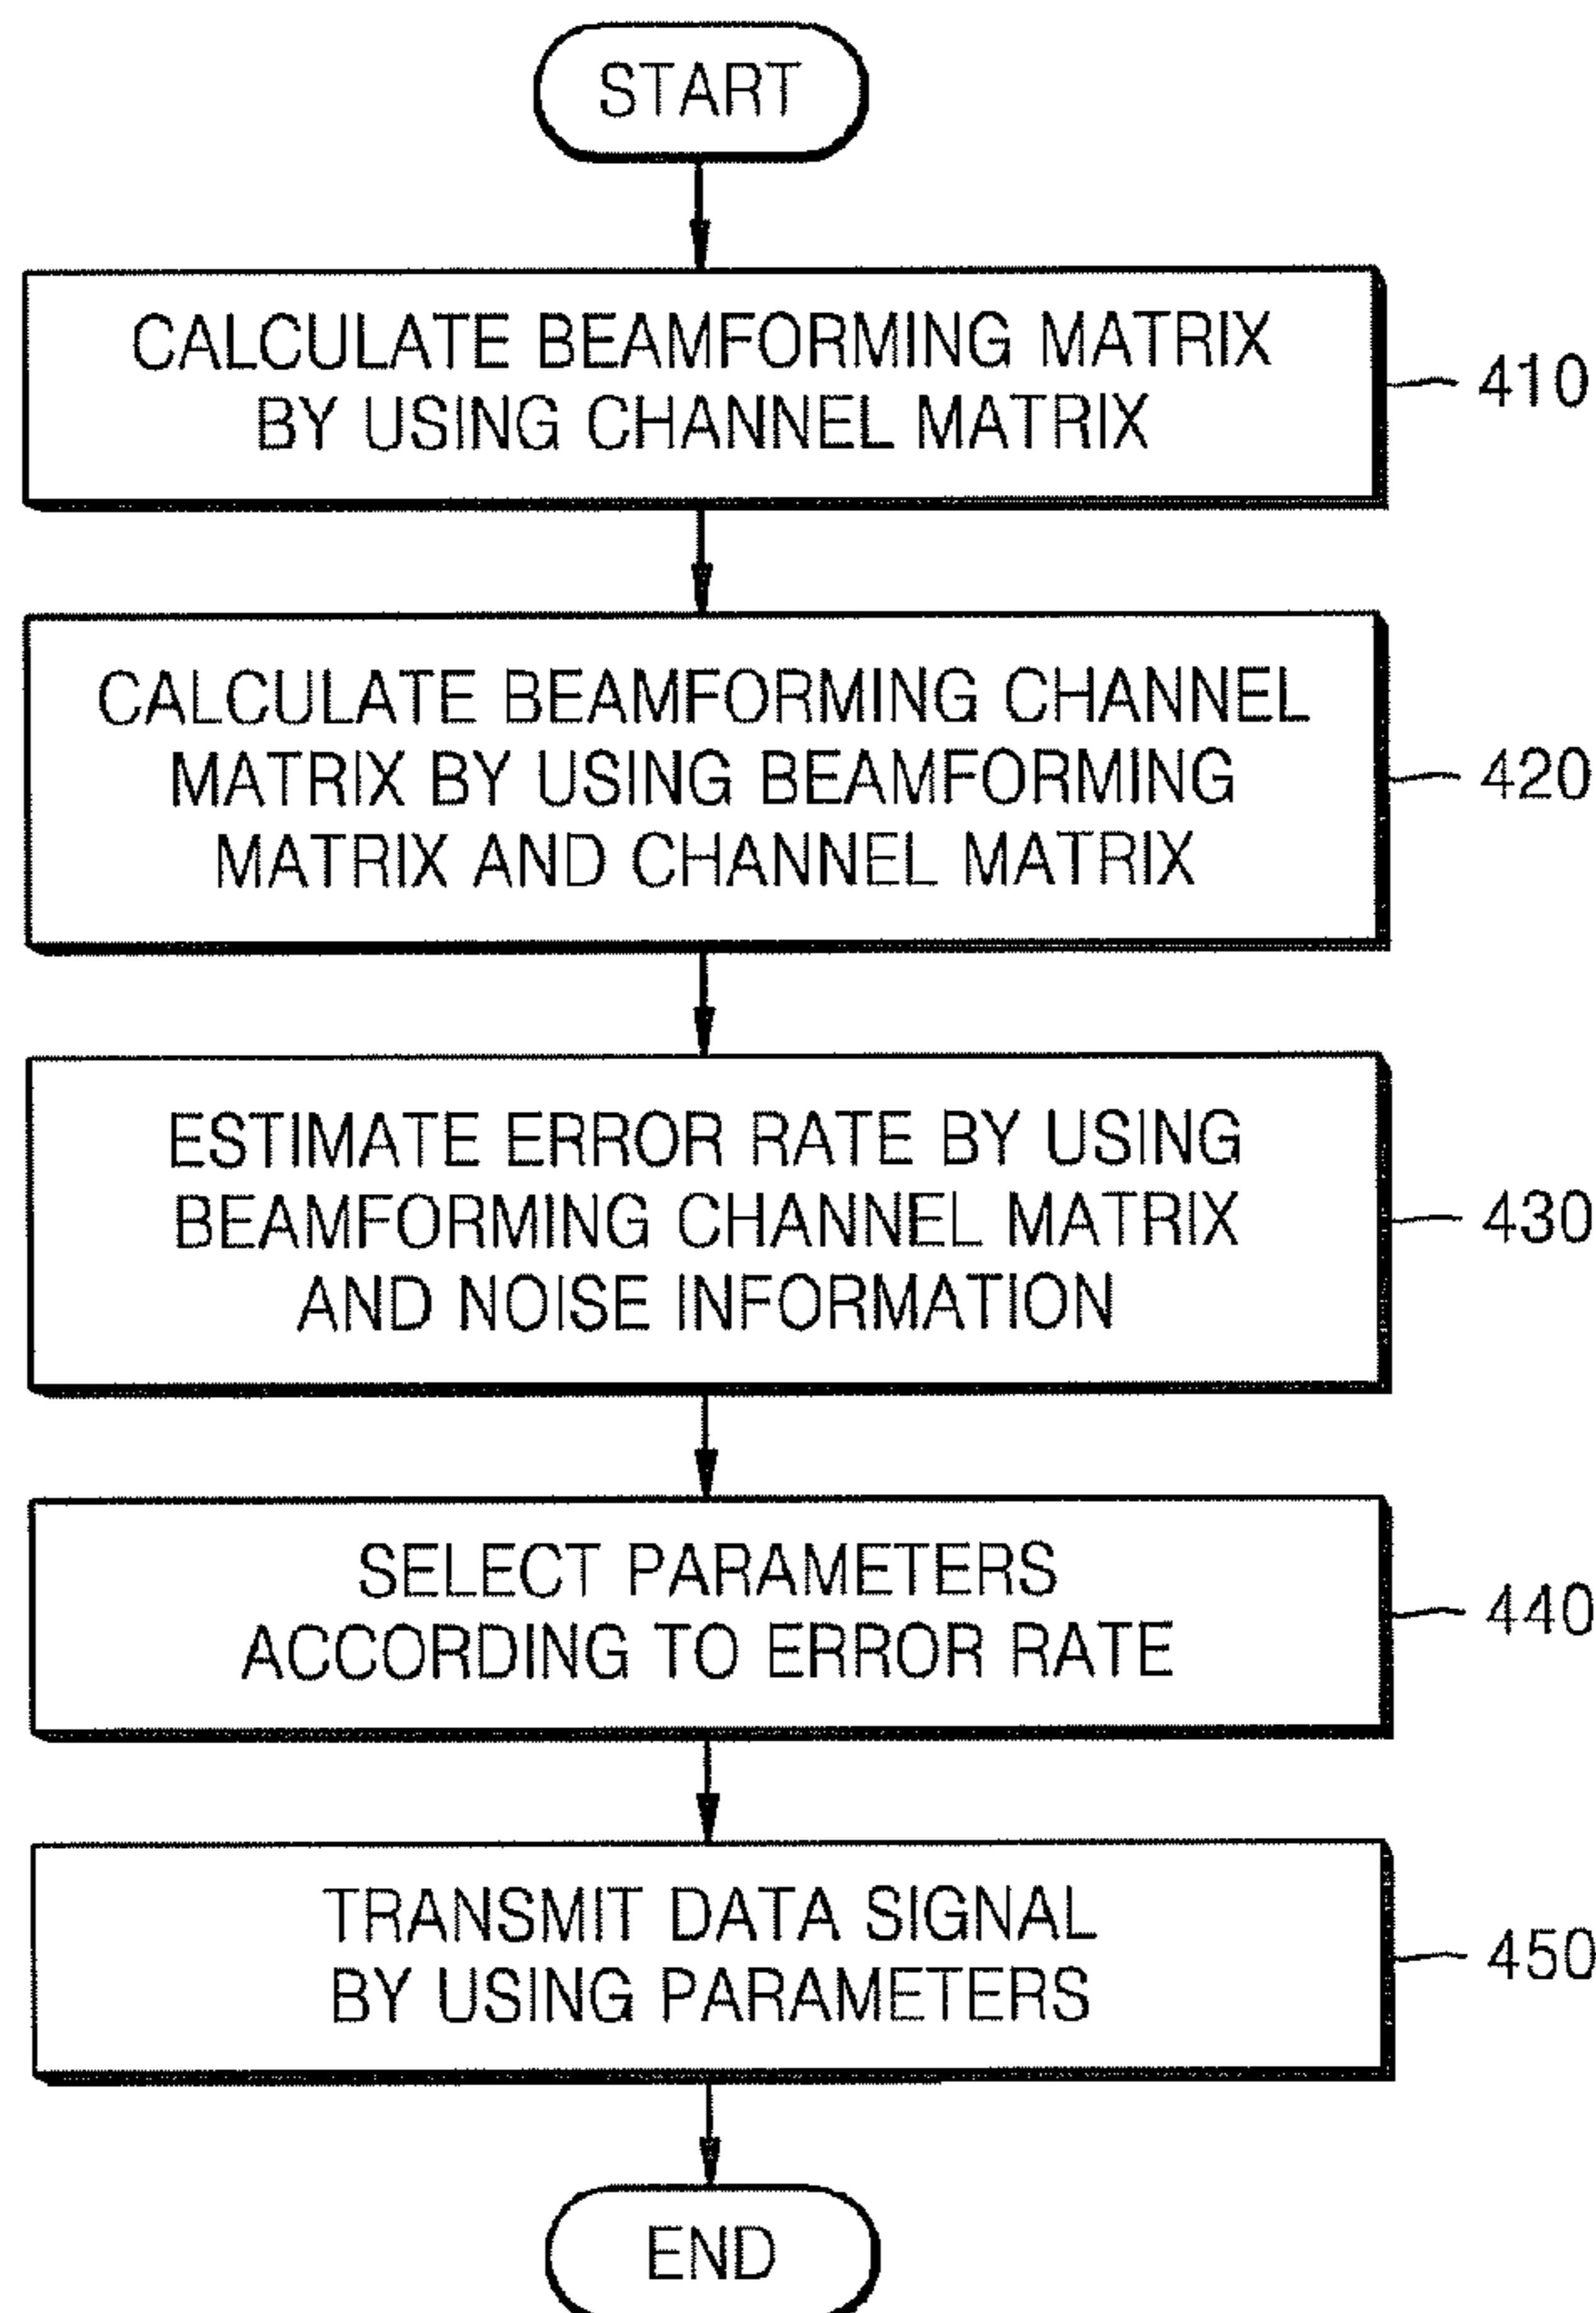 START
CALCULATE BEAMFORMING MATRIX
BY USING CHANNEL MATRIX
410
CALCULATE BEAMFORMING CHANNEL
MATRIX BY USING BEAMFORMING
MATRIX AND CHANNEL MATRIX
420
ESTIMATE ERROR RATE BY USING
BEAMFORMING CHANNEL MATRIX
AND NOISE INFORMATION
430
SELECT PARAMETERS
ACCORDING TO ERROR RATE
440
TRANSMIT DATA SIGNAL
BY USING PARAMETERS
450
END